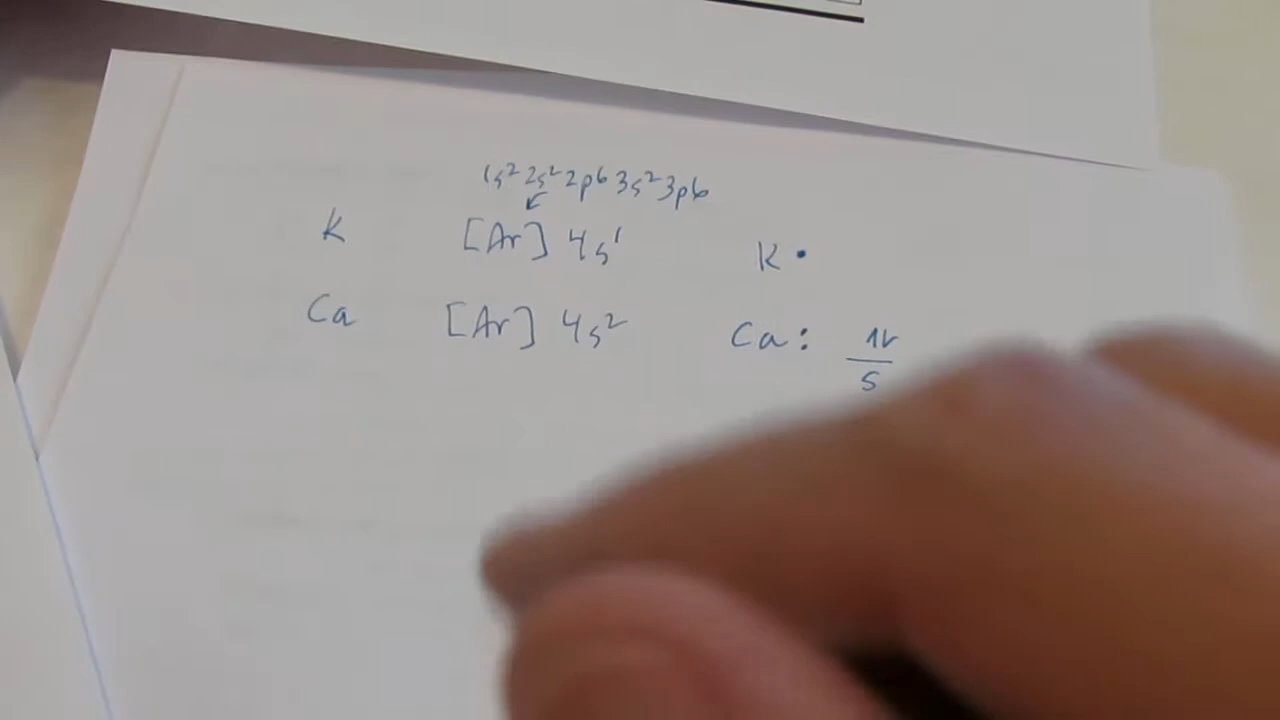 1s² 2s² 2p6 3s² 3p6
K [Ar] 4s¹ K •
Ca [Ar] 4s² Ca: ↿⇂
s